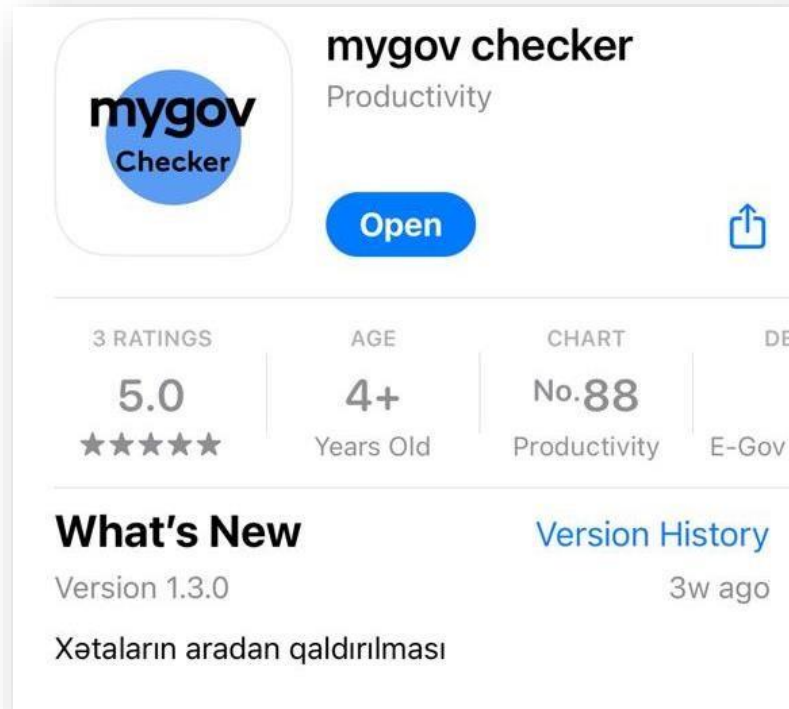 mygov checker
Productivity
mygov
Checker
Open
3 RATINGS
AGE
CHART
DE
5.0
4+
No.88
★★★★★
Years Old
Productivity
E-Gov
What's New
Version History
Version 1.3.0
3w ago
Xətaların aradan qaldırılması